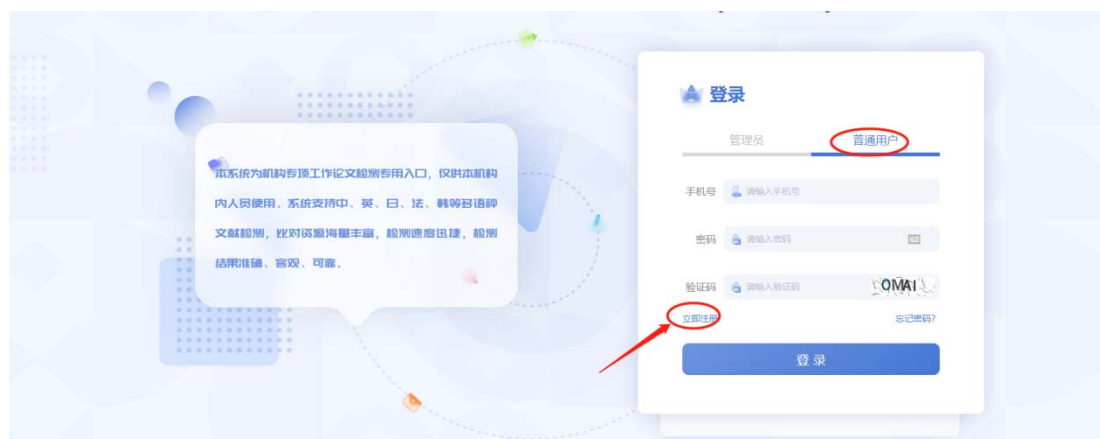 登录
管理员 普通用户
本系统为机构专项工作论文检测专用入口，仅供本机构
内人员使用。系统支持中、英、日、法、韩等多语种
文献检测，比对资源海量丰富，检测速度迅捷，检测
结果准确、客观、可靠。
手机号 请输入手机号
密码 请输入密码
验证码 请输入验证码 OMAI
立即注册 忘记密码?
登 录